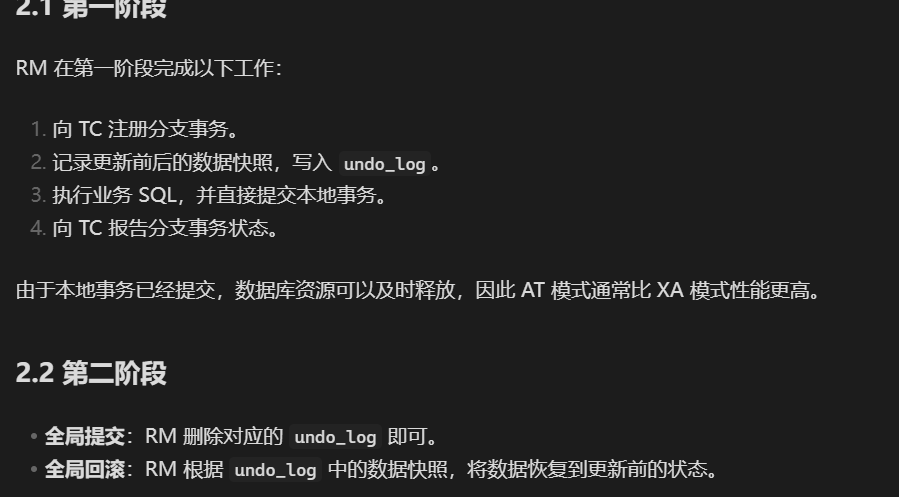 2.1 第一阶段
RM 在第一阶段完成以下工作：
1. 向 TC 注册分支事务。
2. 记录更新前后的数据快照，写入 undo_log。
3. 执行业务 SQL，并直接提交本地事务。
4. 向 TC 报告分支事务状态。
由于本地事务已经提交，数据库资源可以及时释放，因此 AT 模式通常比 XA 模式性能更高。
2.2 第二阶段
• 全局提交：RM 删除对应的 undo_log 即可。
• 全局回滚：RM 根据 undo_log 中的数据快照，将数据恢复到更新前的状态。